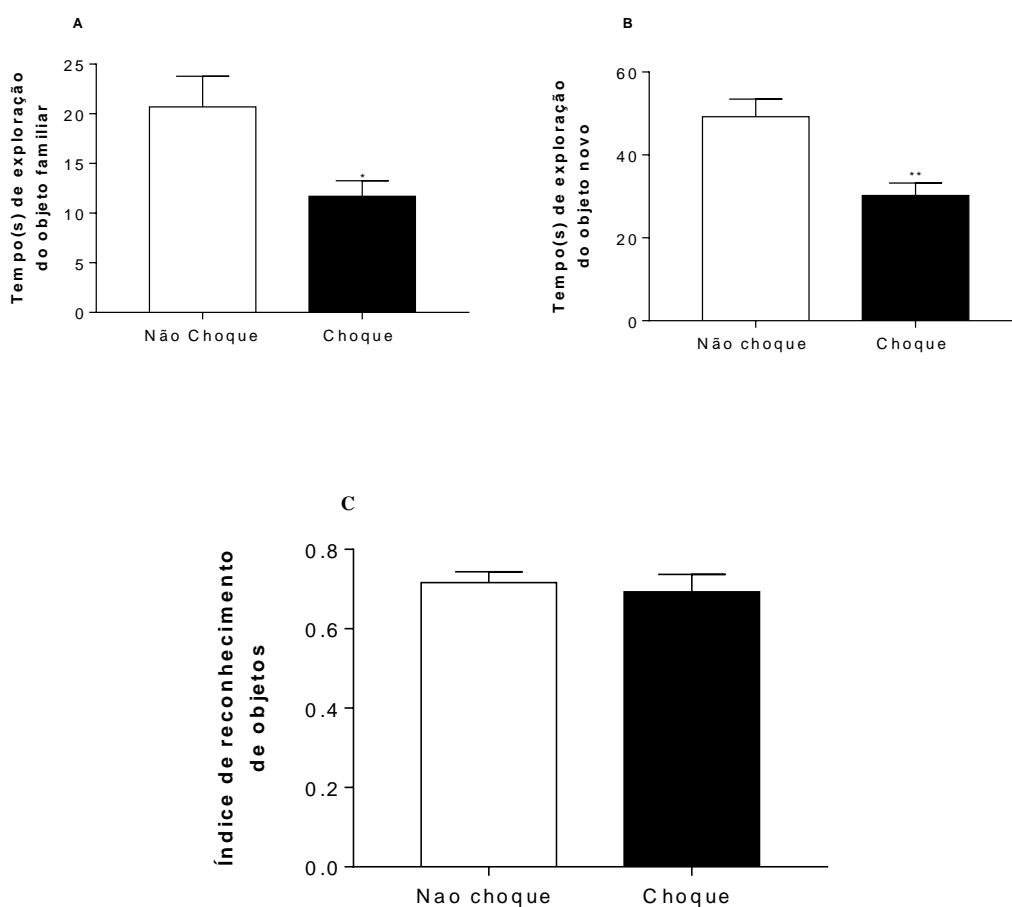 A
Tempo(s) de exploração
do objeto familiar
25
20
15
10
5
0
*
Não Choque
Choque
B
Tempo(s) de exploração
do objeto novo
60
40
20
0
**
Não choque
Choque
C
Índice de reconhecimento
de objetos
0.8
0.6
0.4
0.2
0.0
Nao choque
Choque